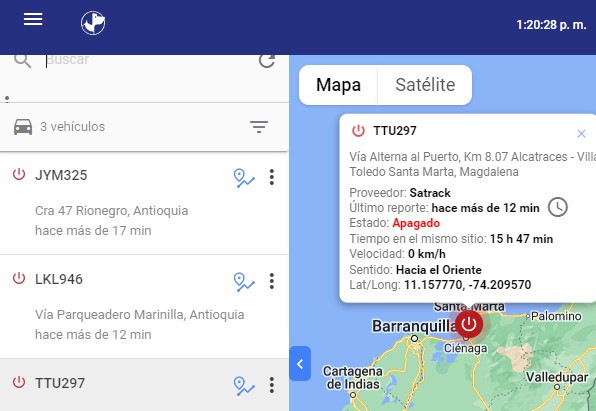 1:20:28 p. m.
Buscar
3 vehículos
JYM325
Cra 47 Rionegro, Antioquia
hace más de 17 min
LKL946
Vía Parqueadero Marinilla, Antioquia
hace más de 12 min
TTU297
Mapa
Satélite
TTU297
Vía Alterna al Puerto, Km 8.07 Alcatraces - Villa
Toledo Santa Marta, Magdalena
Proveedor: Satrack
Último reporte: hace más de 12 min
Estado: Apagado
Tiempo en el mismo sitio: 15 h 47 min
Velocidad: 0 km/h
Sentido: Hacia el Oriente
Lat/Long: 11.157770, -74.209570
Santa Marta
Barranquilla
Palomino
Ciénaga
Cartagena
de Indias
Valledupar